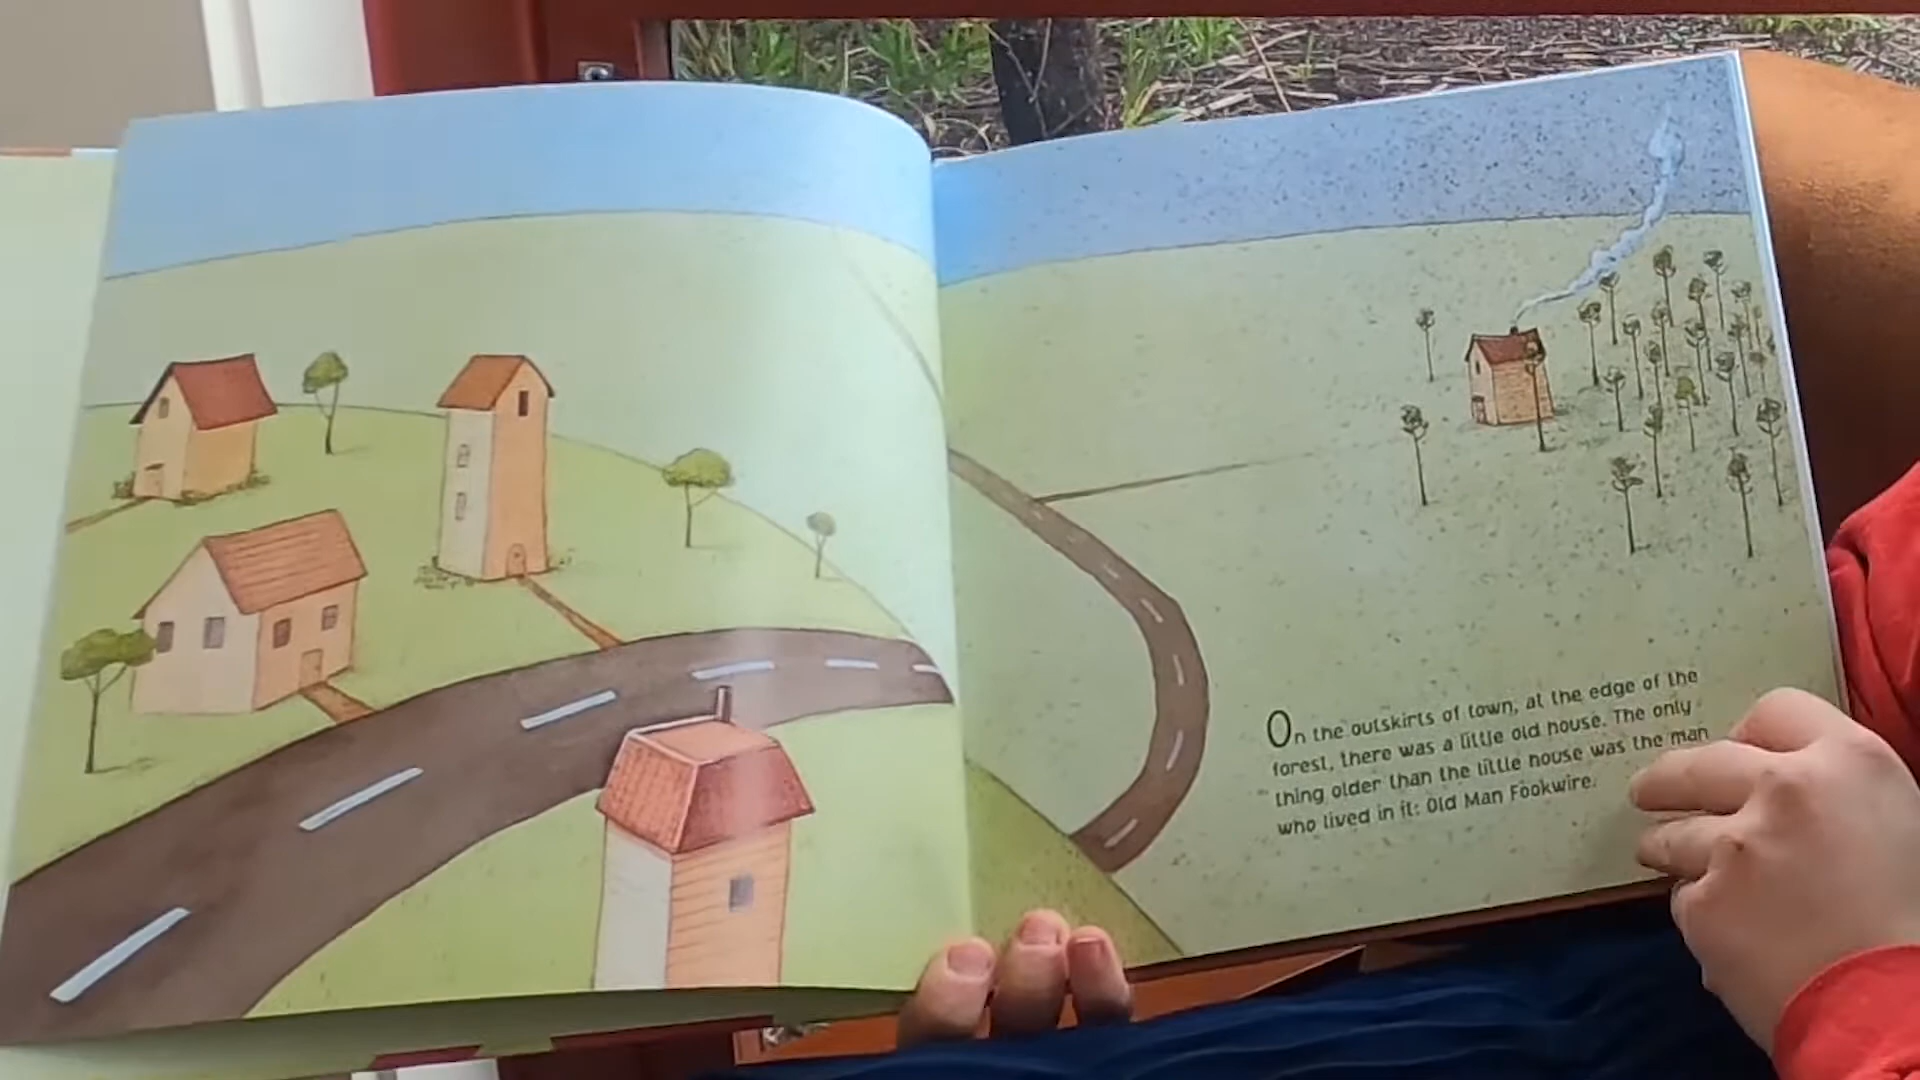 On the outskirts of town, at the edge of the
forest, there was a little old house. The only
thing older than the little house was the man
who lived in it: Old Man Fookwire.